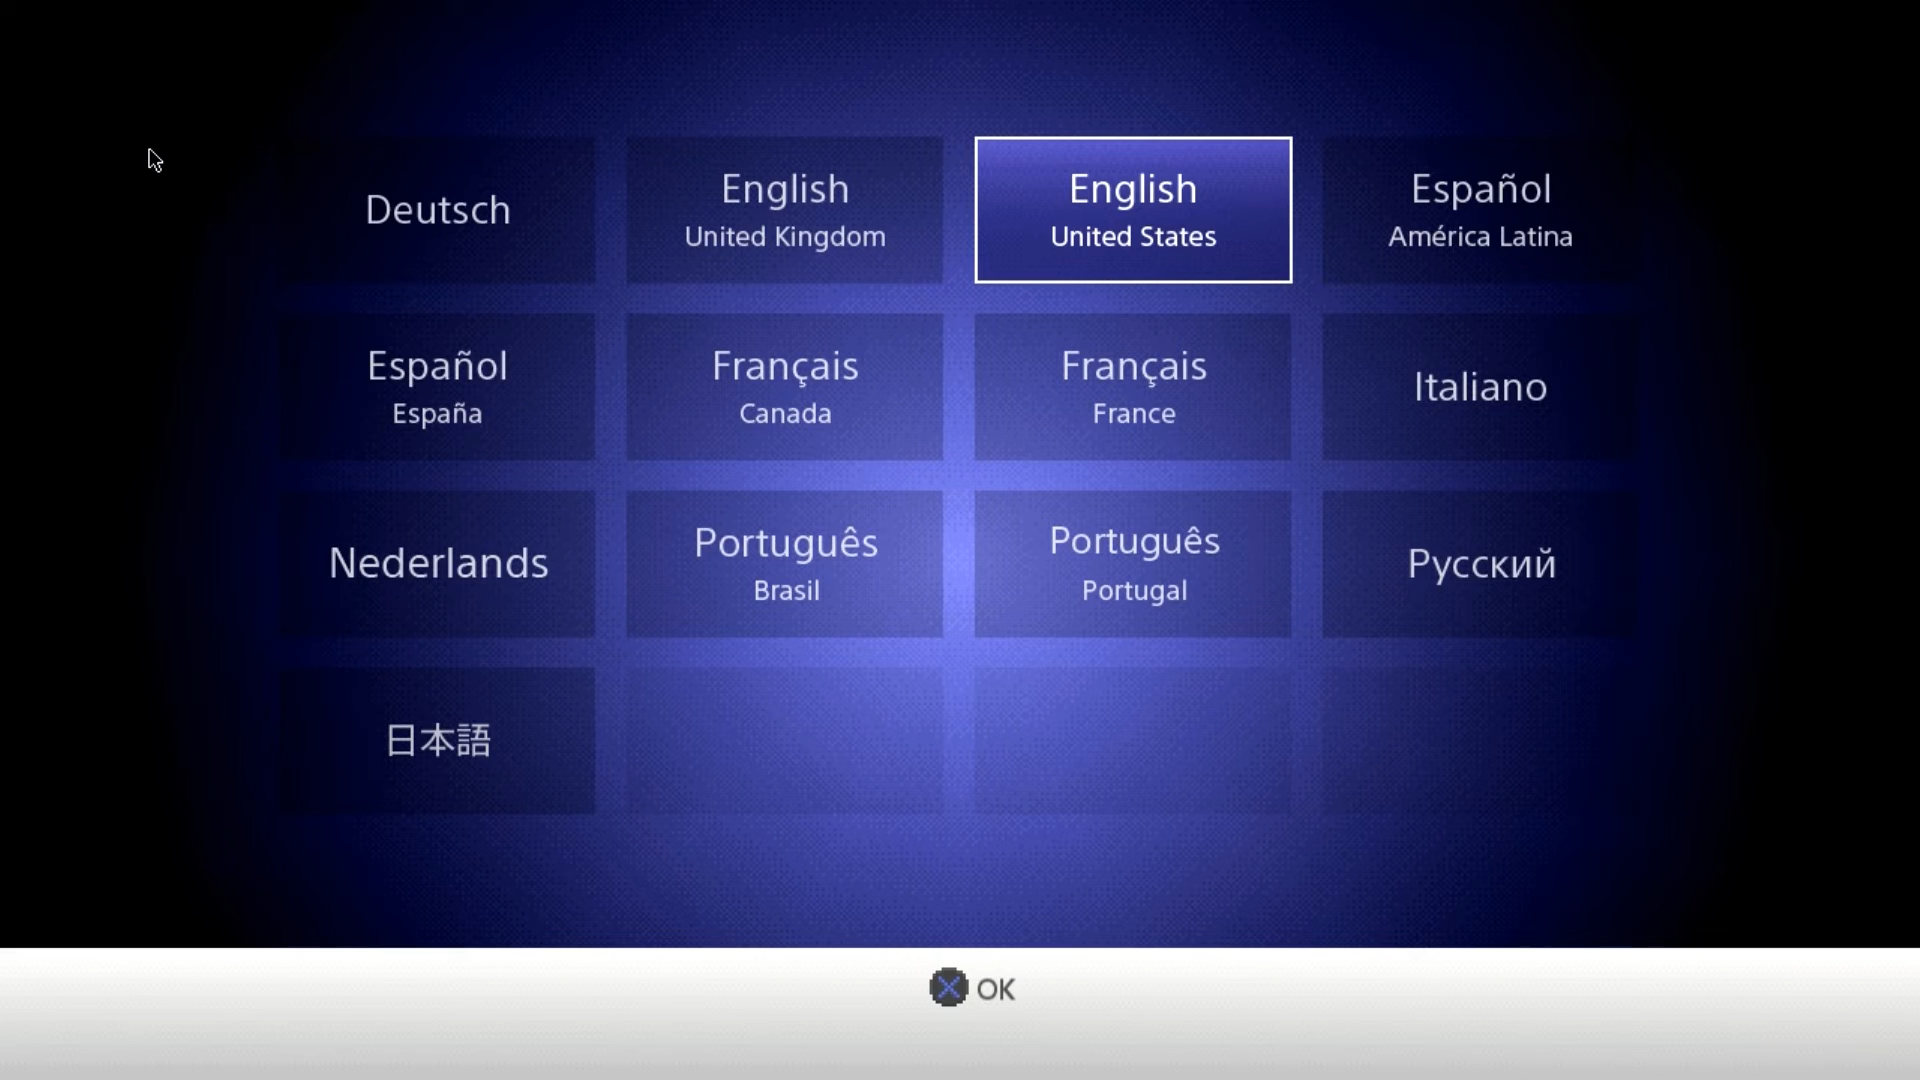 Deutsch
English
United Kingdom
English
United States
Español
América Latina
Español
España
Français
Canada
Français
France
Italiano
Nederlands
Português
Brasil
Português
Portugal
Русский
日本語
OK